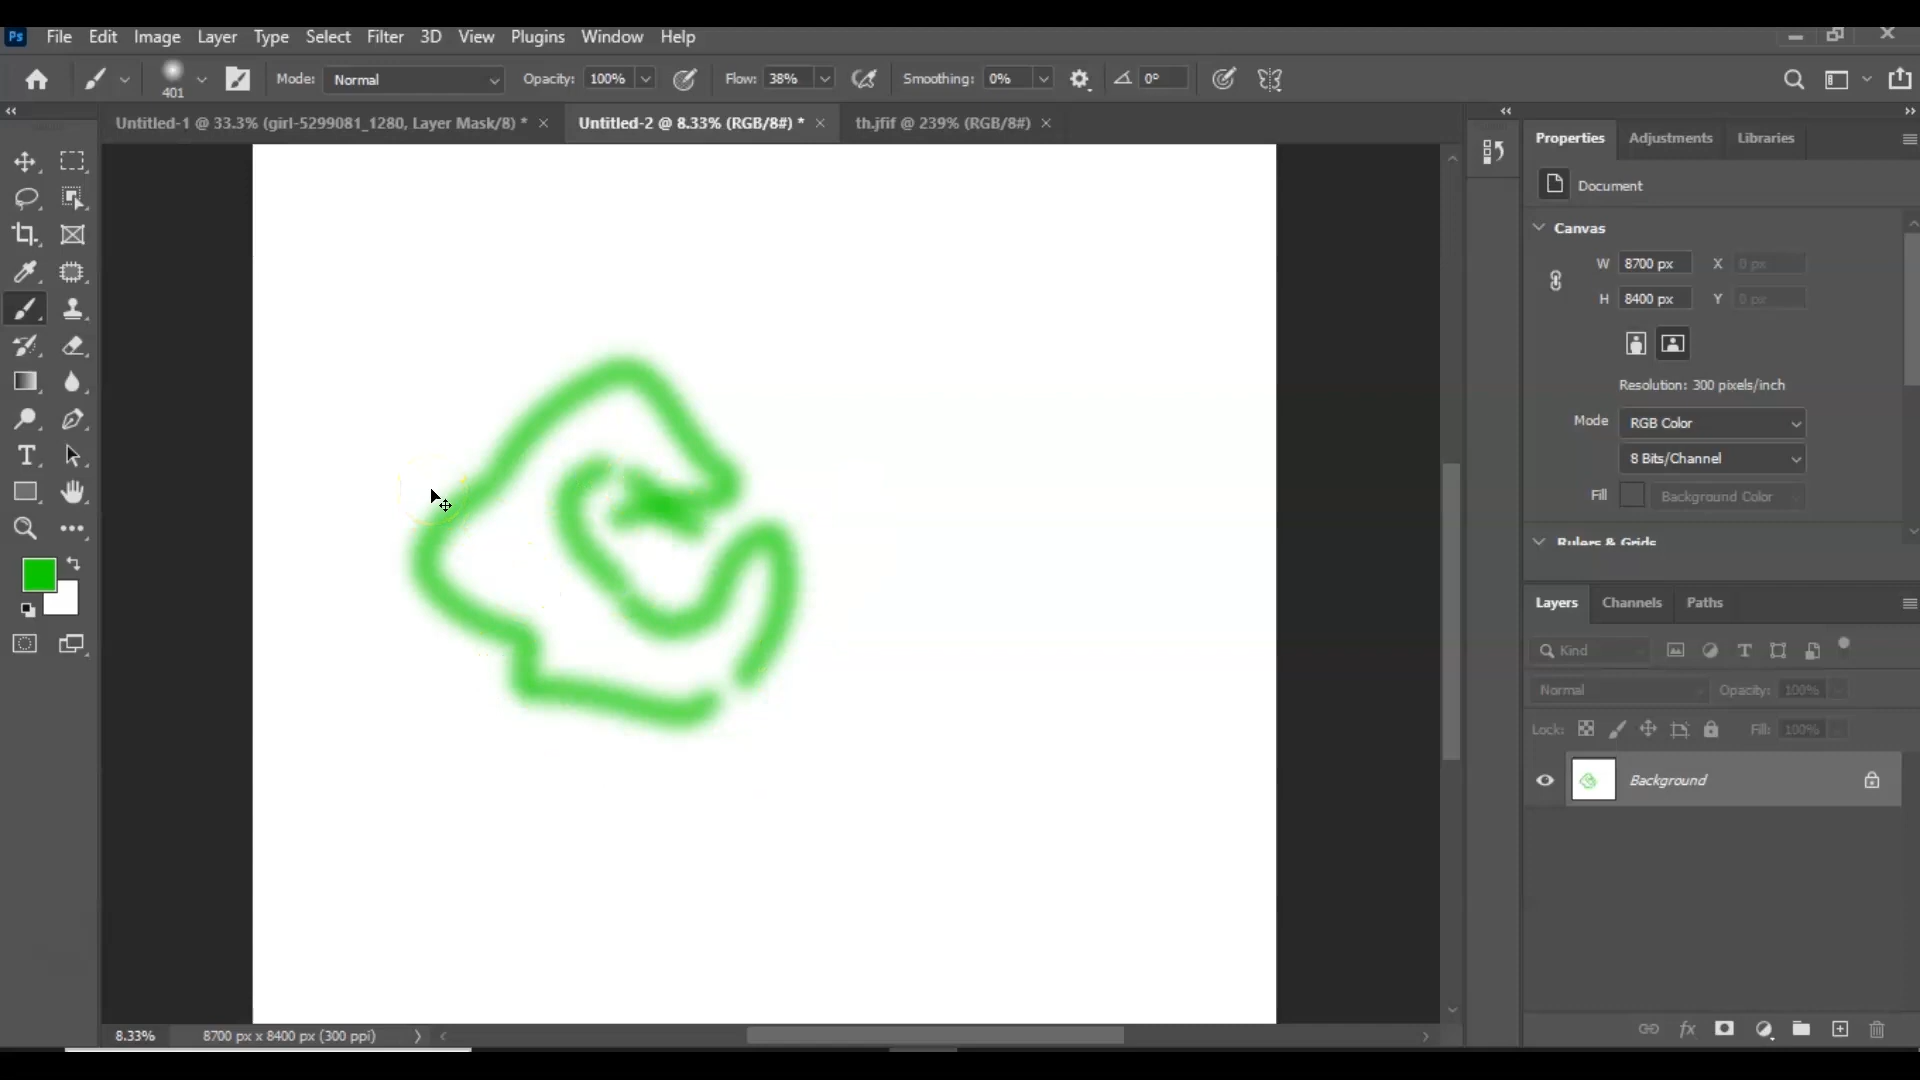 Ps File Edit Image Layer Type Select Filter 3D View Plugins Window Help
401 Mode: Normal Opacity: 100% Flow: 38% Smoothing: 0% 0°
Untitled-1 @ 33.3% (girl-5299081_1280, Layer Mask/8) * Untitled-2 @ 8.33% (RGB/8#) * th.jfif @ 239% (RGB/8#)
Properties Adjustments Libraries
Document
Canvas
W 8700 px X 0 px
H 8400 px Y 0 px
Resolution: 300 pixels/inch
Mode RGB Color
8 Bits/Channel
Fill Background Color
Rulers & Grids
Layers Channels Paths
Kind
Normal Opacity: 100%
Lock: Fill: 100%
Background
8.33% 8700 px x 8400 px (300 ppi)